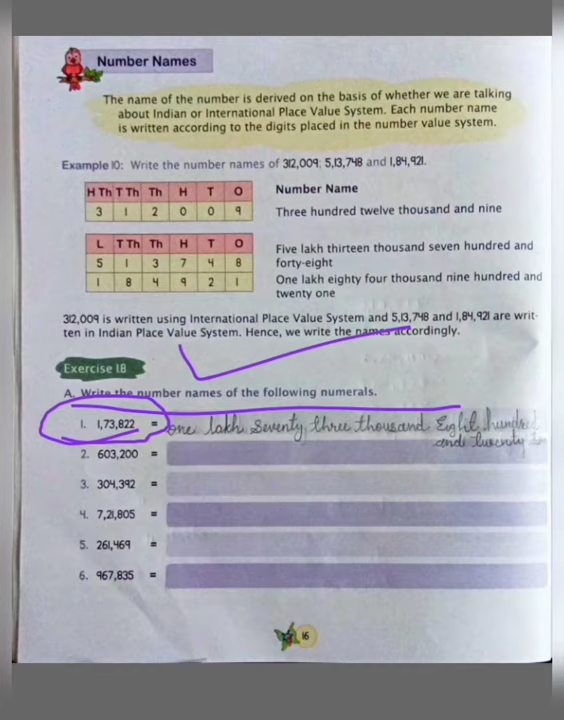 Number Names
The name of the number is derived on the basis of whether we are talking
about Indian or International Place Value System. Each number name
is written according to the digits placed in the number value system.
Example 10: Write the number names of 312,009; 5,13,748 and 1,84,921.
H Th T Th Th H T O
3 1 2 0 0 9
Number Name
Three hundred twelve thousand and nine
L T Th Th H T O
5 1 3 7 4 8
1 8 4 9 2 1
Five lakh thirteen thousand seven hundred and
forty-eight
One lakh eighty four thousand nine hundred and
twenty one
312,009 is written using International Place Value System and 5,13,748 and 1,84,921 are writ-
ten in Indian Place Value System. Hence, we write the names accordingly.
Exercise 1.B
A. Write the number names of the following numerals.
1. 1,73,822 = one lakh seventy three thousand Eight hundred
and twenty
2. 603,200 =
3. 304,392 =
4. 7,21,805 =
5. 261,469 =
6. 967,835 =
16